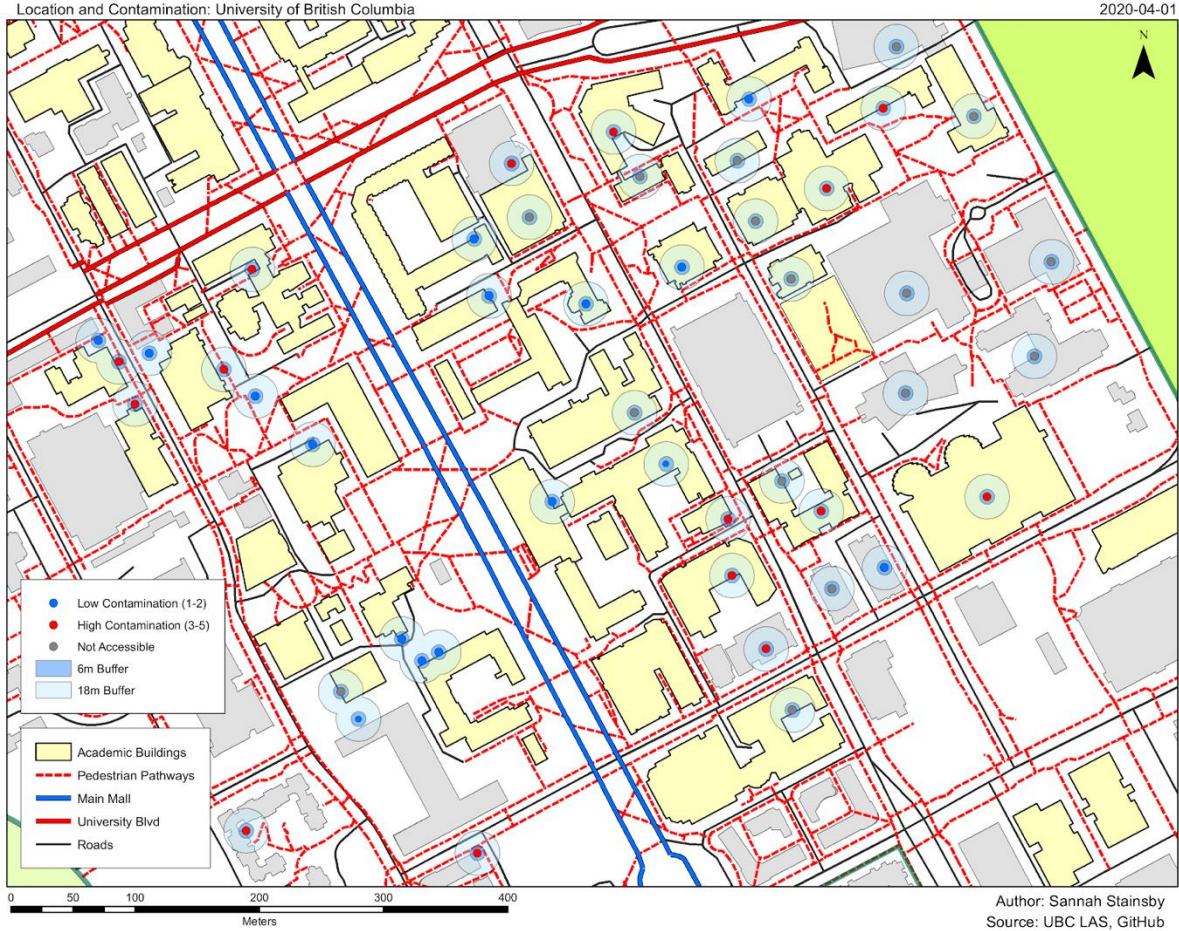 Location and Contamination: University of British Columbia
2020-04-01
N
Low Contamination (1-2)
High Contamination (3-5)
Not Accessible
6m Buffer
18m Buffer
Academic Buildings
Pedestrian Pathways
Main Mall
University Blvd
Roads
0 50 100 200 300 400
Meters
Author: Sannah Stainsby
Source: UBC LAS, GitHub